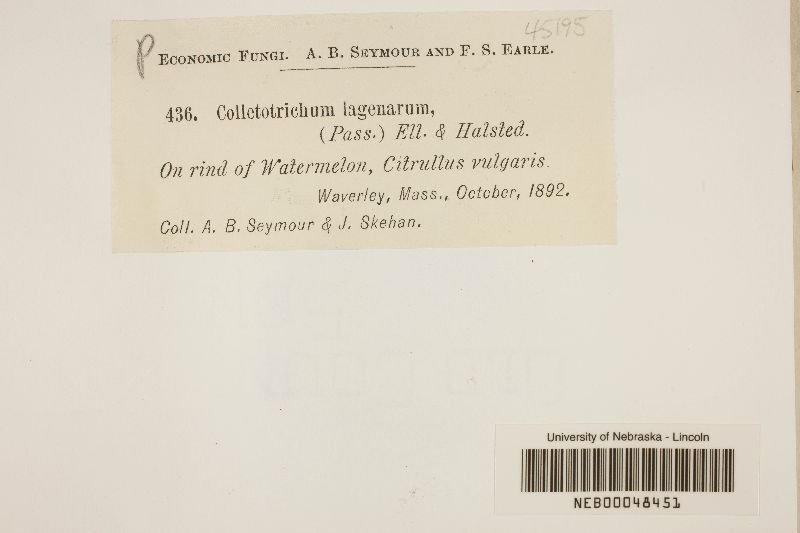 45195
P
ECONOMIC FUNGI. A. B. SEYMOUR AND F. S. EARLE.
436. Colletotrichum lagenarum,
(Pass.) Ell. & Halsted.
On rind of Watermelon, Citrullus vulgaris.
Waverley, Mass., October, 1892.
Coll. A. B. Seymour & J. Skehan.
University of Nebraska - Lincoln
NEB00048451